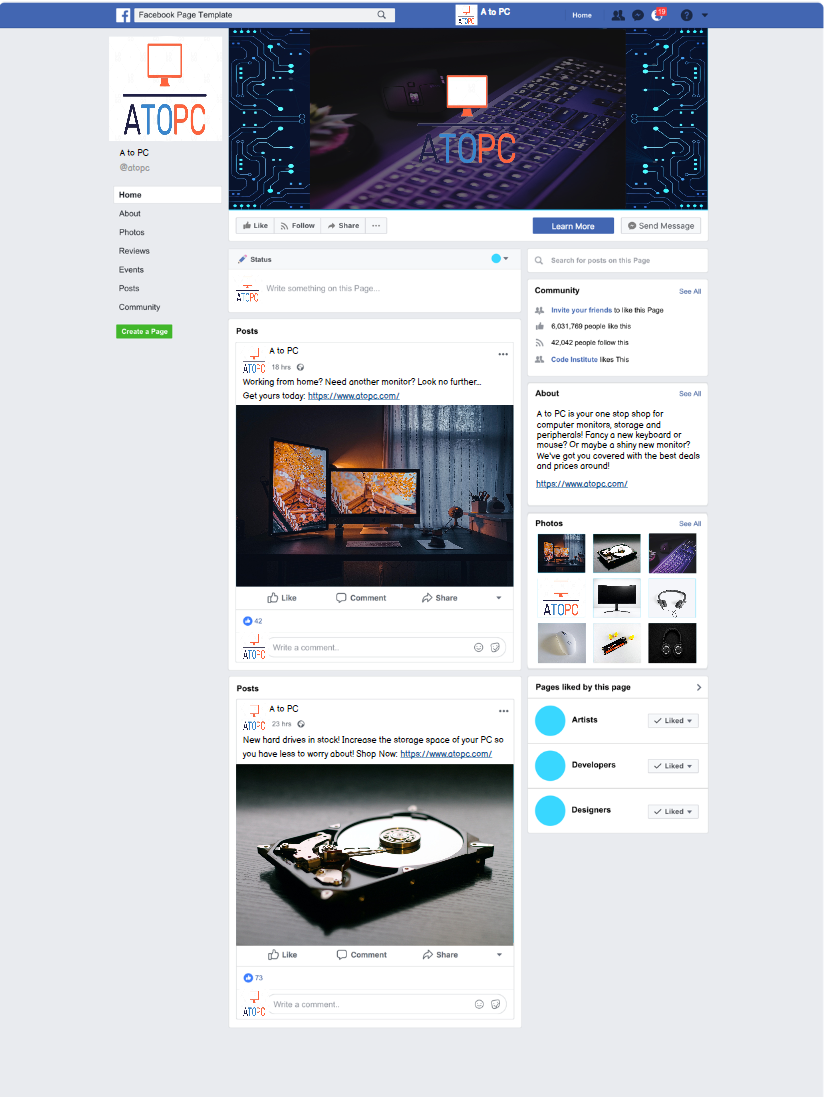 Facebook Page Template
A to PC
Home
19
ATOPC
A to PC
@atopc
Home
About
Photos
Reviews
Events
Posts
Community
Create a Page
ATOPC
Like
Follow
Share
Learn More
Send Message
Status
ATOPC
Write something on this Page...
Posts
A to PC
ATOPC
18 hrs
Working from home? Need another monitor? Look no further...
Get yours today: https://www.atopc.com/
Like
Comment
Share
42
ATOPC
Write a comment..
Posts
A to PC
ATOPC
23 hrs
New hard drives in stock! Increase the storage space of your PC so
you have less to worry about! Shop Now: https://www.atopc.com/
Like
Comment
Share
73
ATOPC
Write a comment..
Search for posts on this Page
Community
See All
Invite your friends to like this Page
6,031,769 people like this
42,042 people follow this
Code Institute likes This
About
See All
A to PC is your one stop shop for
computer monitors, storage and
peripherals! Fancy a new keyboard or
mouse? Or maybe a shiny new monitor?
We've got you covered with the best deals
and prices around!
https://www.atopc.com/
Photos
See All
ATOPC
Pages liked by this page
Artists
Liked
Developers
Liked
Designers
Liked